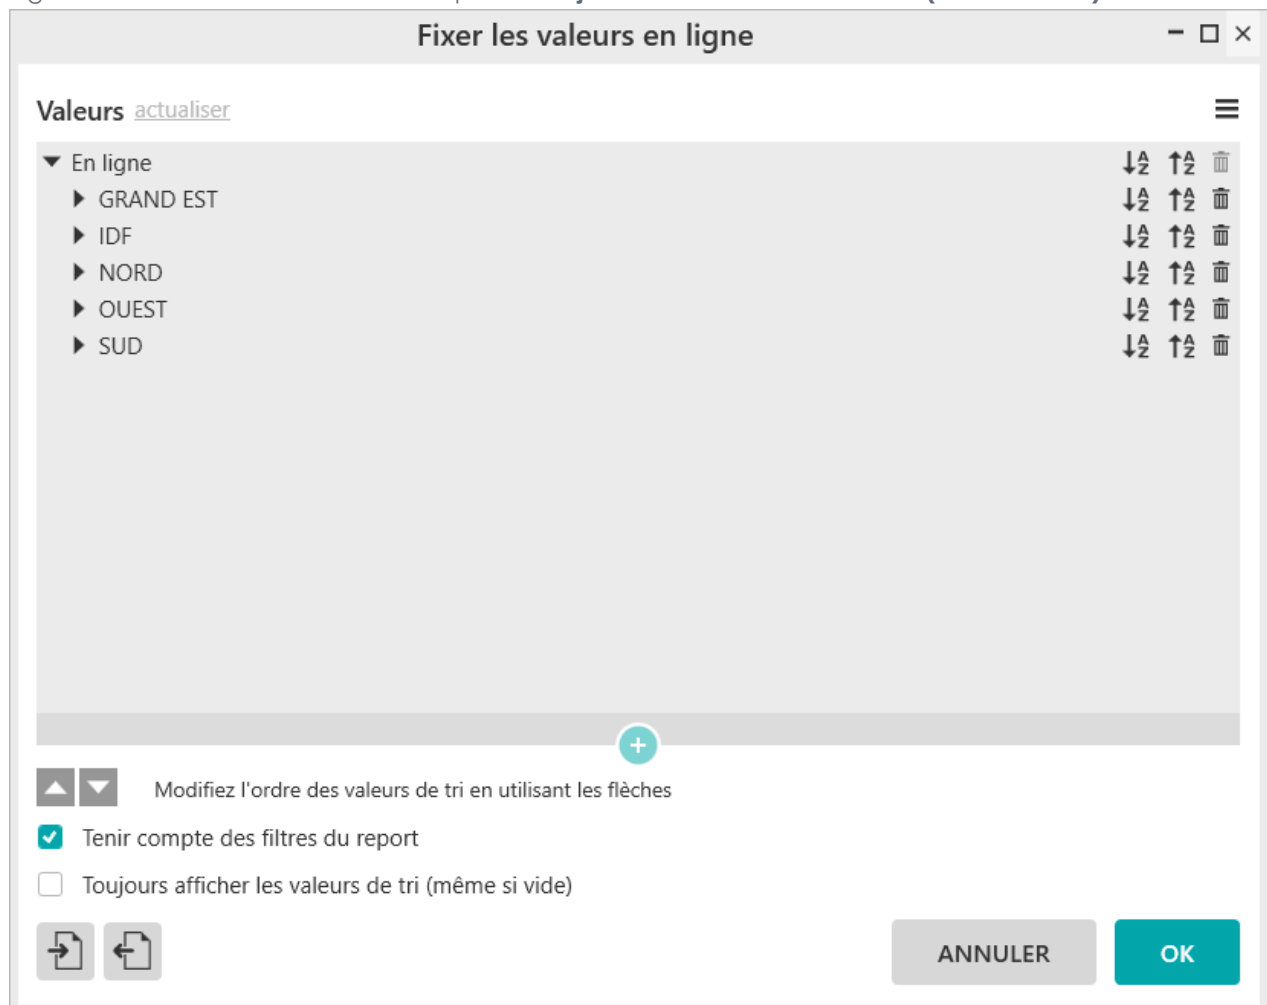 Fixer les valeurs en ligne
Valeurs actualiser
En ligne
GRAND EST
IDF
NORD
OUEST
SUD
Modifiez l'ordre des valeurs de tri en utilisant les flèches
Tenir compte des filtres du report
Toujours afficher les valeurs de tri (même si vide)
ANNULER OK